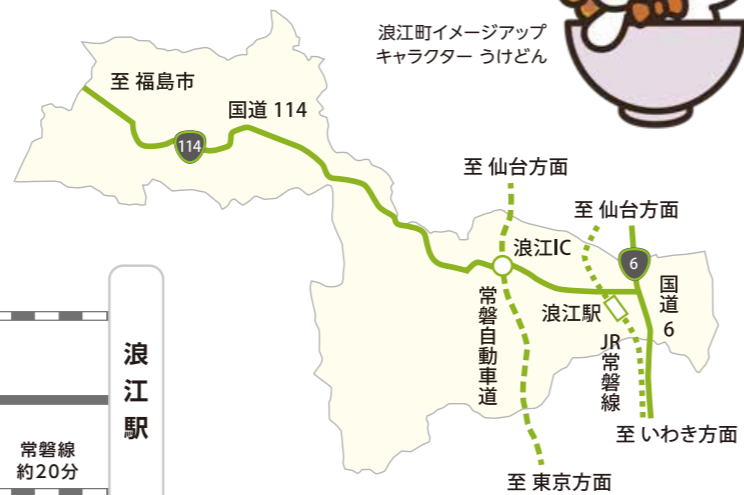 浪江町イメージアップ
キャラクター うけどん
至 福島市
国道 114
114
至 仙台方面
至 仙台方面
浪江IC
6
国道6
浪江駅
常磐自動車道
JR常磐線
至 いわき方面
至 東京方面
浪江駅
常磐線
約20分